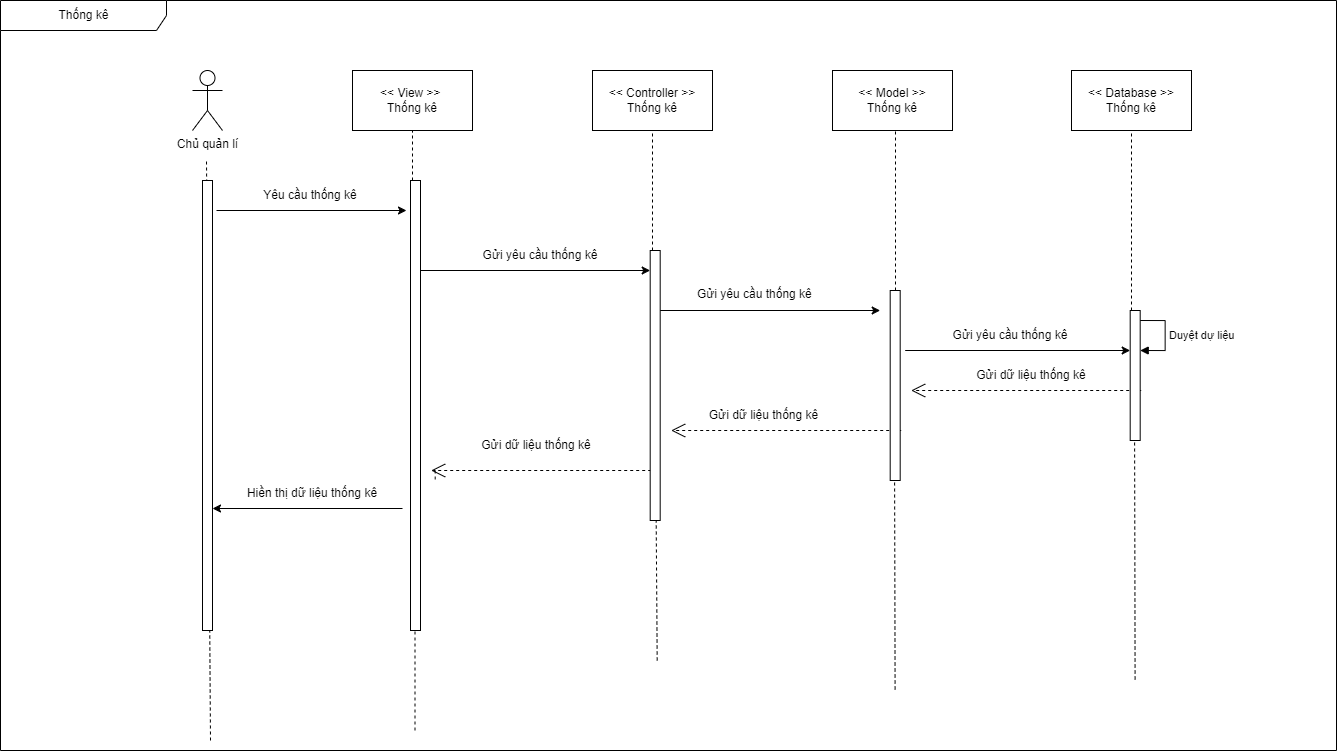 Thống kê
<< View >>
Thống kê
<< Controller >>
Thống kê
<< Model >>
Thống kê
<< Database >>
Thống kê
Chủ quản lí
Yêu cầu thống kê
Gửi yêu cầu thống kê
Gửi yêu cầu thống kê
Gửi yêu cầu thống kê
Duyệt dự liệu
Gửi dữ liệu thống kê
Gửi dữ liệu thống kê
Gửi dữ liệu thống kê
Hiền thị dữ liệu thống kê